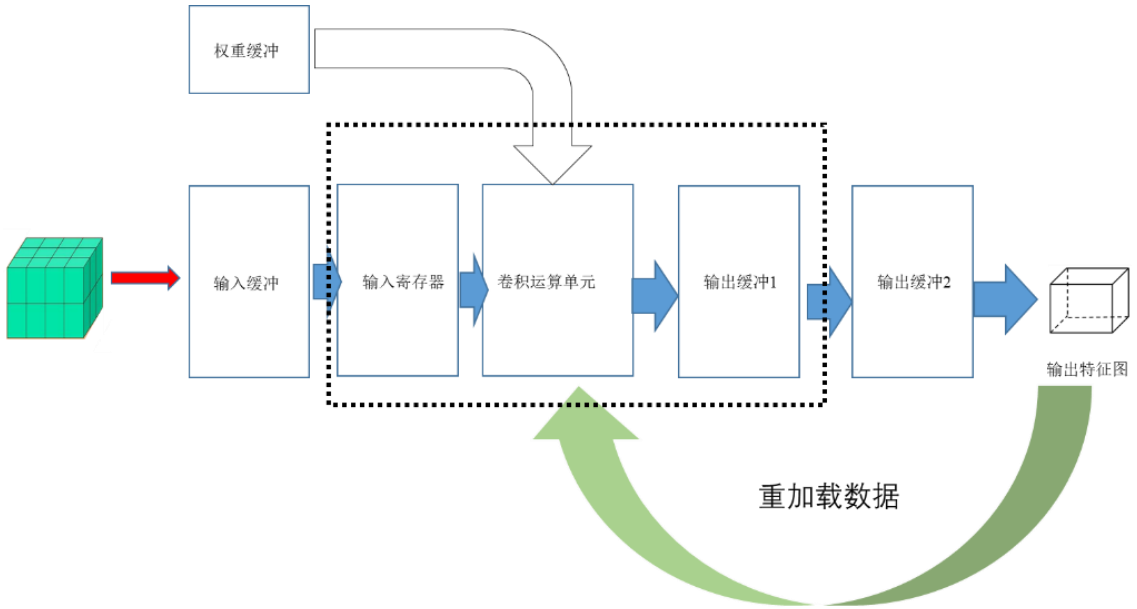 权重缓冲
输入缓冲
输入寄存器
卷积运算单元
输出缓冲1
输出缓冲2
输出特征图
重加载数据